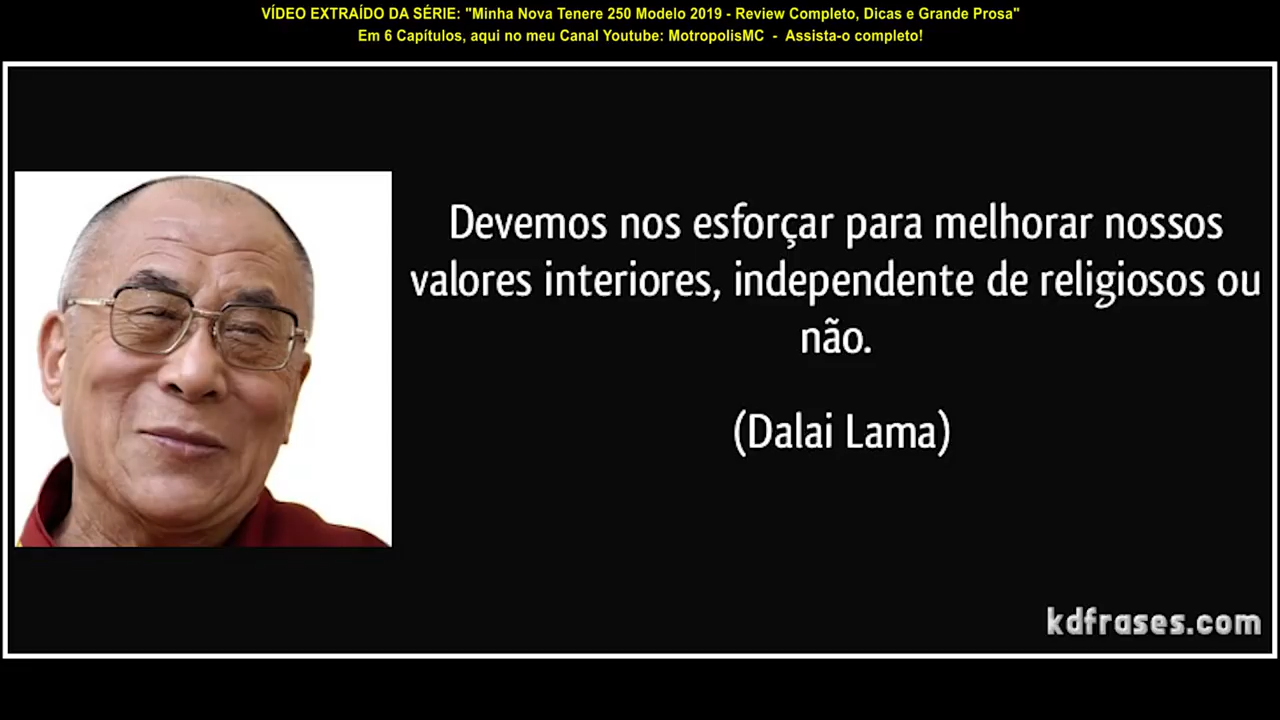 VÍDEO EXTRAÍDO DA SÉRIE: "Minha Nova Tenere 250 Modelo 2019 - Review Completo, Dicas e Grande Prosa"
Em 6 Capítulos, aqui no meu Canal Youtube: MotropolisMC - Assista-o completo!
Devemos nos esforçar para melhorar nossos
valores interiores, independente de religiosos ou
não.
(Dalai Lama)
kdfrases.com